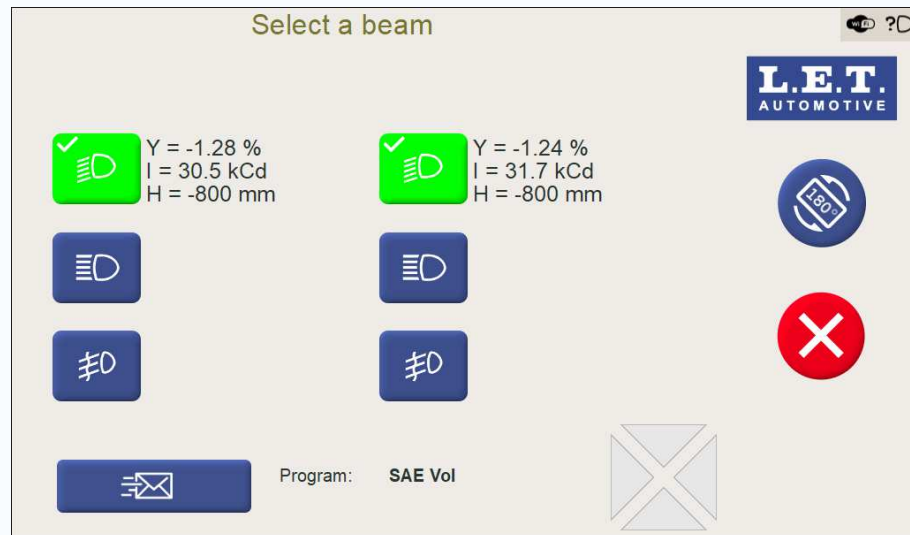 Select a beam
WiFi ?
L.E.T.
AUTOMOTIVE
Y = -1.28 %
I = 30.5 kCd
H = -800 mm
Y = -1.24 %
I = 31.7 kCd
H = -800 mm
180°
Program: SAE Vol